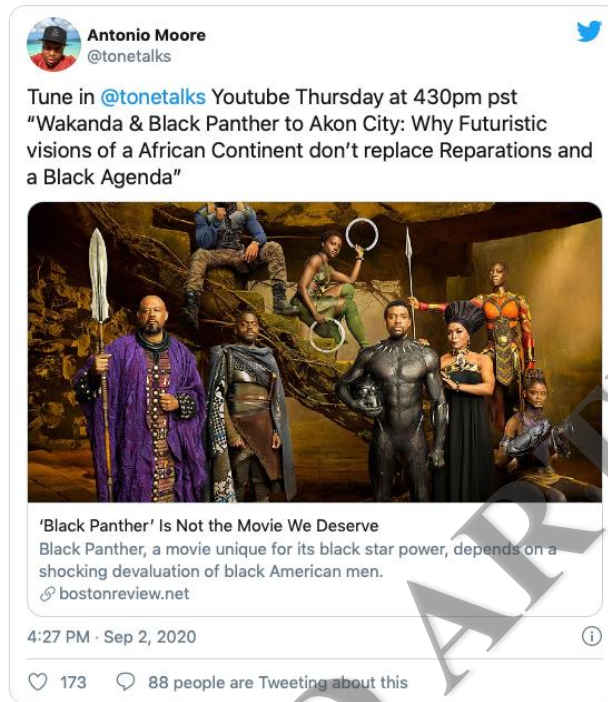 Antonio Moore
@tonetalks
Tune in @tonetalks Youtube Thursday at 430pm pst
“Wakanda & Black Panther to Akon City: Why Futuristic
visions of a African Continent don’t replace Reparations and
a Black Agenda”
‘Black Panther’ Is Not the Movie We Deserve
Black Panther, a movie unique for its black star power, depends on a
shocking devaluation of black American men.
bostonreview.net
4:27 PM · Sep 2, 2020
173
88 people are Tweeting about this